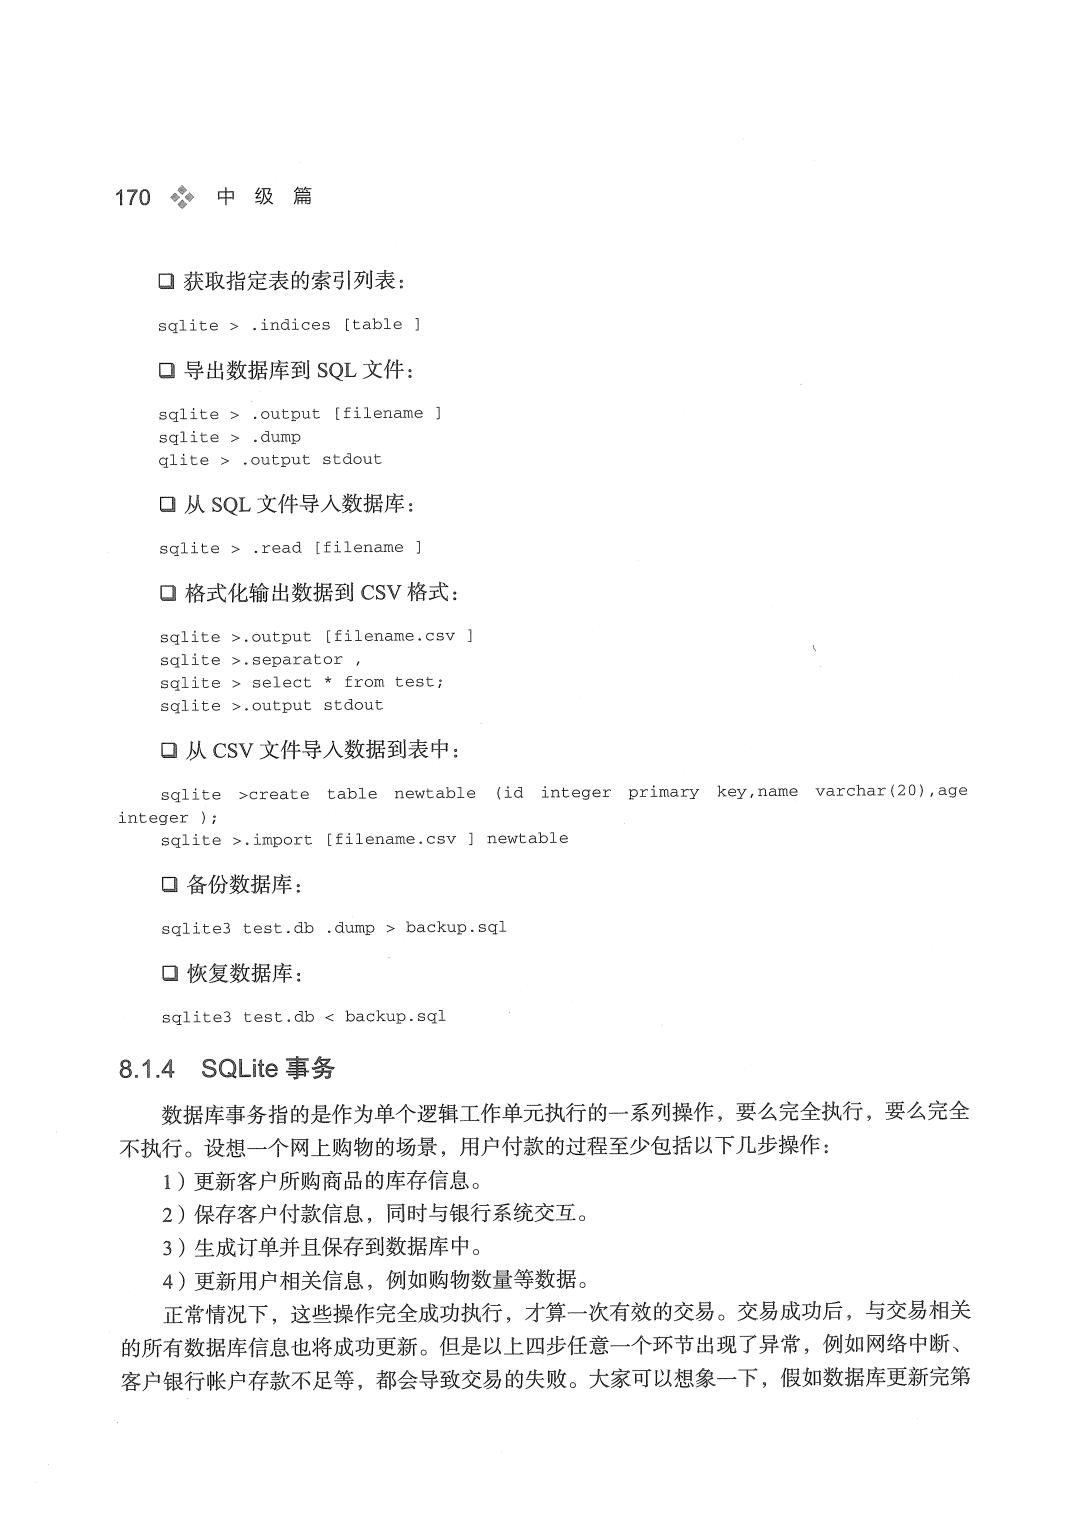 170 中 级 篇
❑ 获取指定表的索引列表：
sqlite > .indices [table ]
❑ 导出数据库到 SQL 文件：
sqlite > .output [filename ]
sqlite > .dump
qlite > .output stdout
❑ 从 SQL 文件导入数据库：
sqlite > .read [filename ]
❑ 格式化输出数据到 CSV 格式：
sqlite >.output [filename.csv ]
sqlite >.separator ,
sqlite > select * from test;
sqlite >.output stdout
❑ 从 CSV 文件导入数据到表中：
sqlite >create table newtable (id integer primary key,name varchar(20),age
integer );
sqlite >.import [filename.csv ] newtable
❑ 备份数据库：
sqlite3 test.db .dump > backup.sql
❑ 恢复数据库：
sqlite3 test.db < backup.sql
8.1.4 SQLite 事务
数据库事务指的是作为单个逻辑工作单元执行的一系列操作，要么完全执行，要么完全
不执行。设想一个网上购物的场景，用户付款的过程至少包括以下几步操作：
1）更新客户所购商品的库存信息。
2）保存客户付款信息，同时与银行系统交互。
3）生成订单并且保存到数据库中。
4）更新用户相关信息，例如购物数量等数据。
正常情况下，这些操作完全成功执行，才算一次有效的交易。交易成功后，与交易相关
的所有数据库信息也将成功更新。但是以上四步任意一个环节出现了异常，例如网络中断、
客户银行帐户存款不足等，都会导致交易的失败。大家可以想象一下，假如数据库更新完第